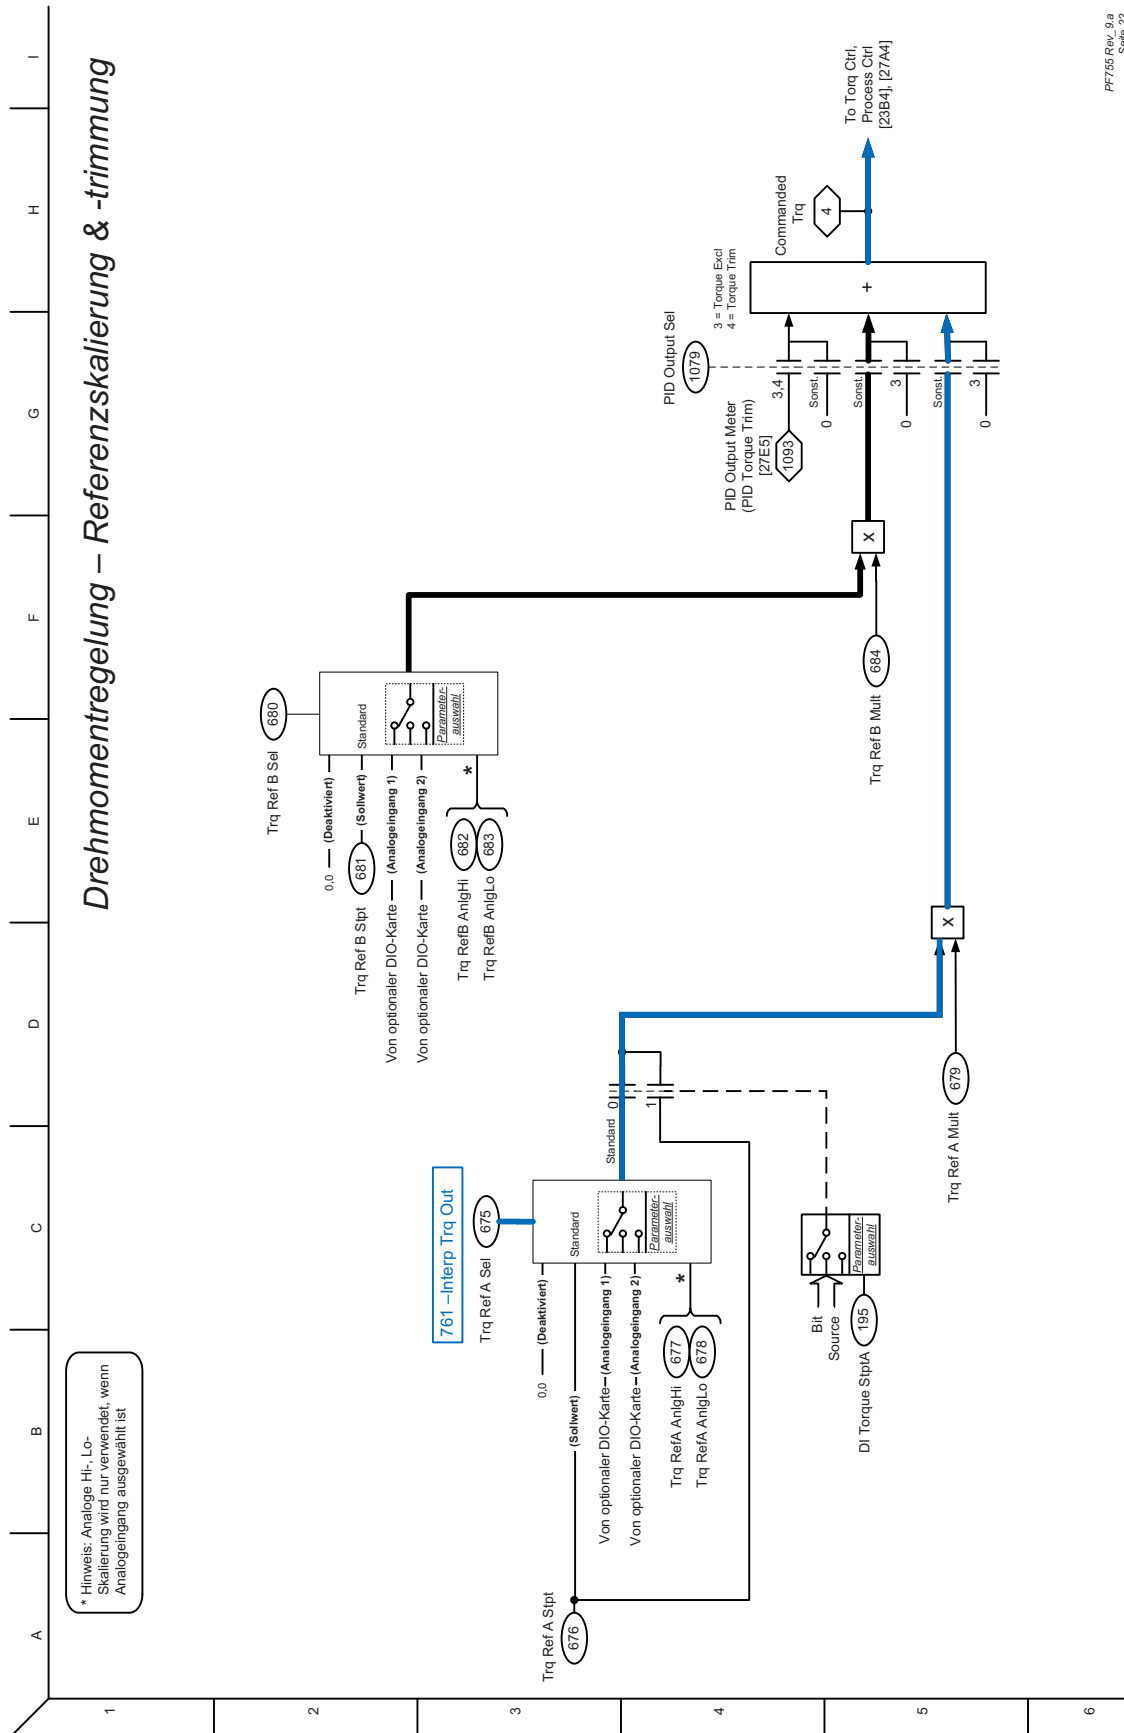 Drehmomentregelung – Referenzskalierung & -trimmung
A
B
C
D
E
F
G
H
I
1
2
3
4
5
6
* Hinweis: Analoge Hi-, Lo-
Skalierung wird nur verwendet, wenn
Analogeingang ausgewählt ist
Trq Ref B Sel
680
0,0
(Deaktiviert)
Trq Ref B Stpt
681
(Sollwert)
Standard
Von optionaler DIO-Karte
(Analogeingang 1)
Von optionaler DIO-Karte
(Analogeingang 2)
Parameter-
auswahl
Trq RefB AnlgHi
682
Trq RefB AnlgLo
683
*
761 –Interp Trq Out
Trq Ref A Sel
675
0,0
(Deaktiviert)
Trq Ref A Stpt
676
(Sollwert)
Standard
Von optionaler DIO-Karte
(Analogeingang 1)
Von optionaler DIO-Karte
(Analogeingang 2)
Parameter-
auswahl
Trq RefA AnlgHi
677
Trq RefA AnlgLo
678
*
Standard
0
1
Bit
Source
DI Torque StptA
195
Parameter-
auswahl
Trq Ref A Mult
679
X
Trq Ref B Mult
684
X
PID Output Sel
1079
3 = Torque Excl
4 = Torque Trim
PID Output Meter
(PID Torque Trim)
[27E5]
1093
3,4
Sonst.
0
Sonst.
3
0
Sonst.
3
0
+
Commanded
Trq
4
To Torq Ctrl,
Process Ctrl
[23B4], [27A4]
PF755 Rev_9.a
Seite 22